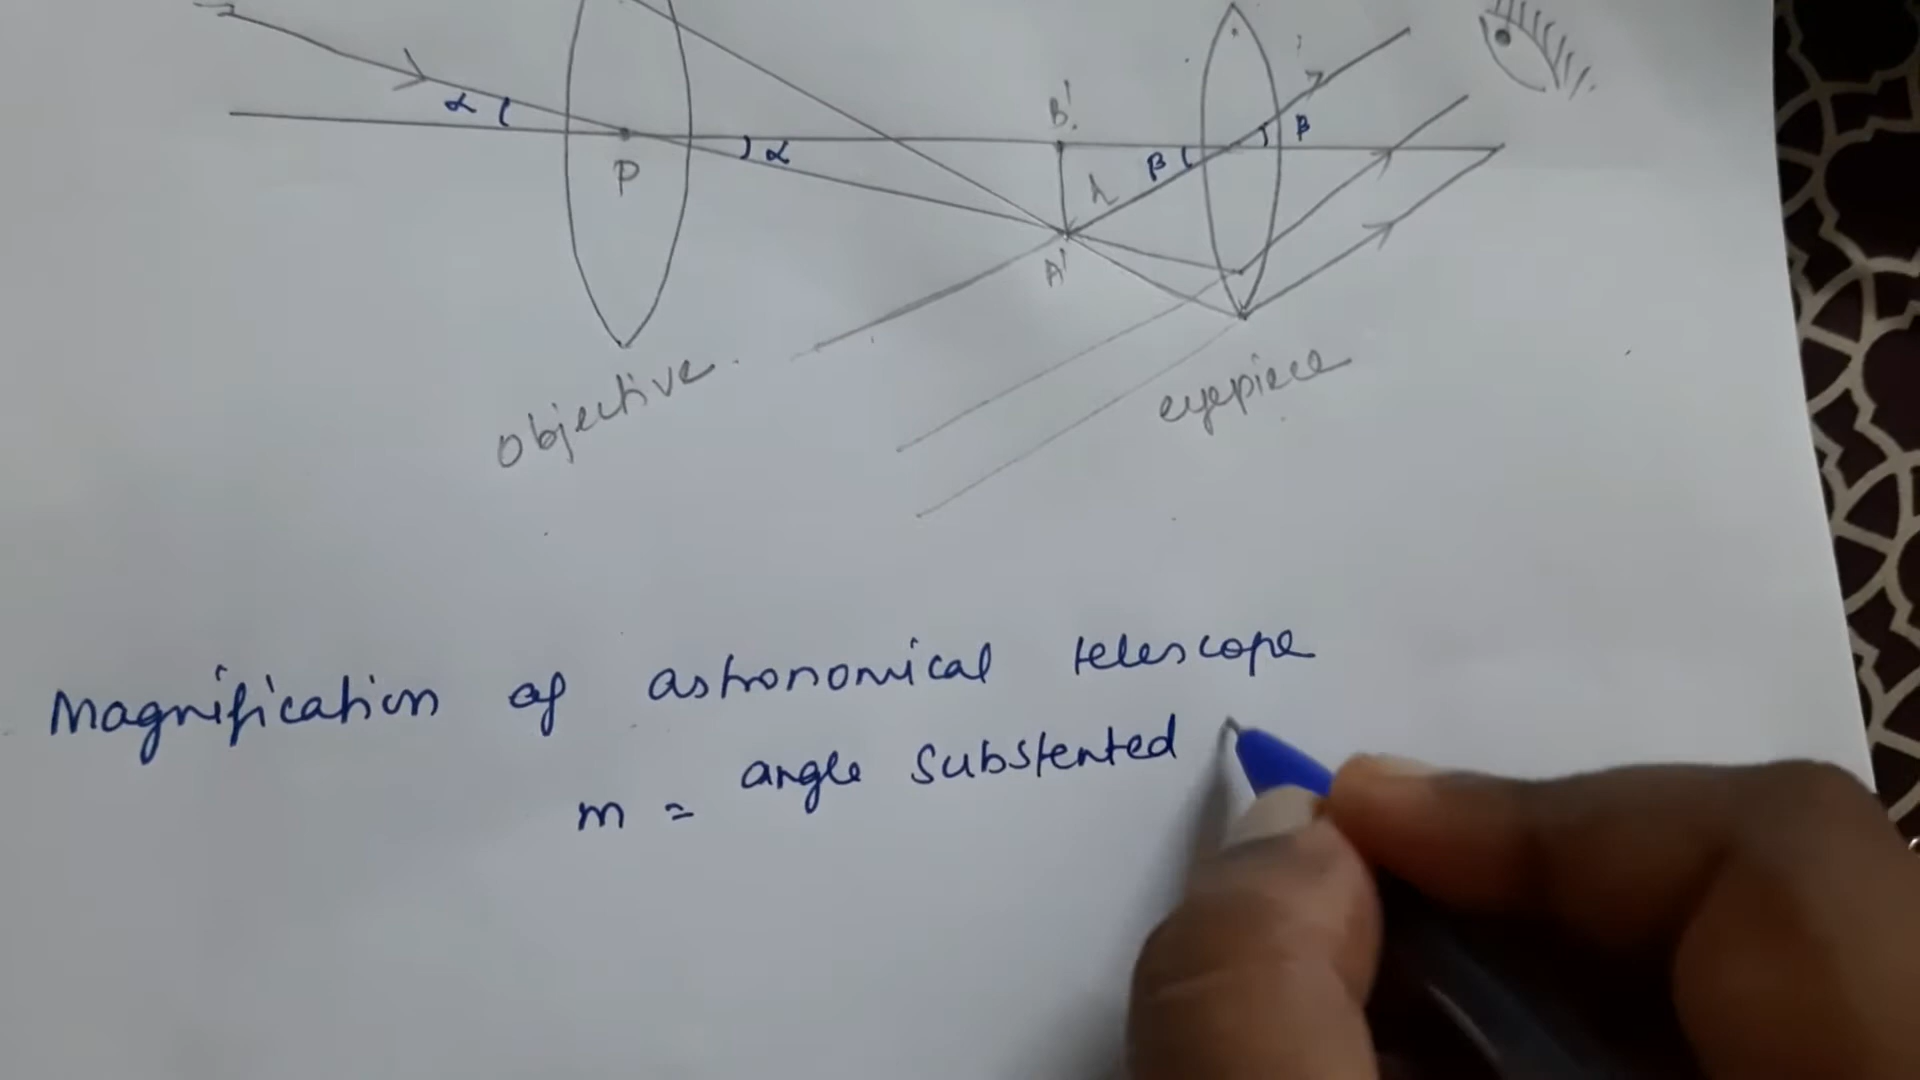 α
α
P
B'
h
β
β
A'
objective
eyepiece
Magnification of astronomical telescope
m = angle substented